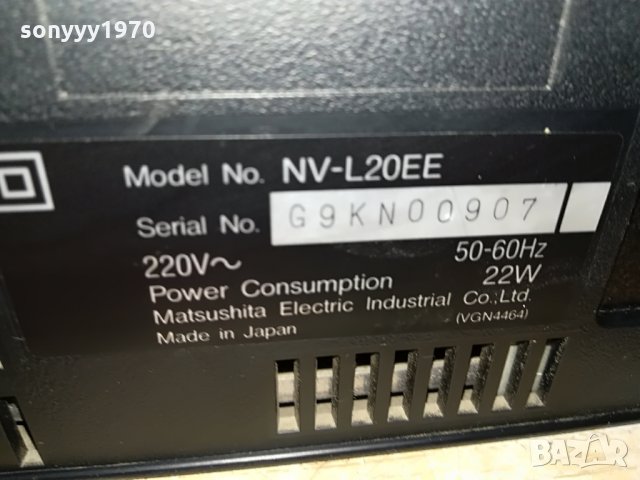 sonyyy1970
Model No. NV-L20EE
Serial No. G9KN00907
220V~ 50-60Hz
Power Consumption 22W
Matsushita Electric Industrial Co.,Ltd.
Made in Japan (VGN4464)
BAZAR